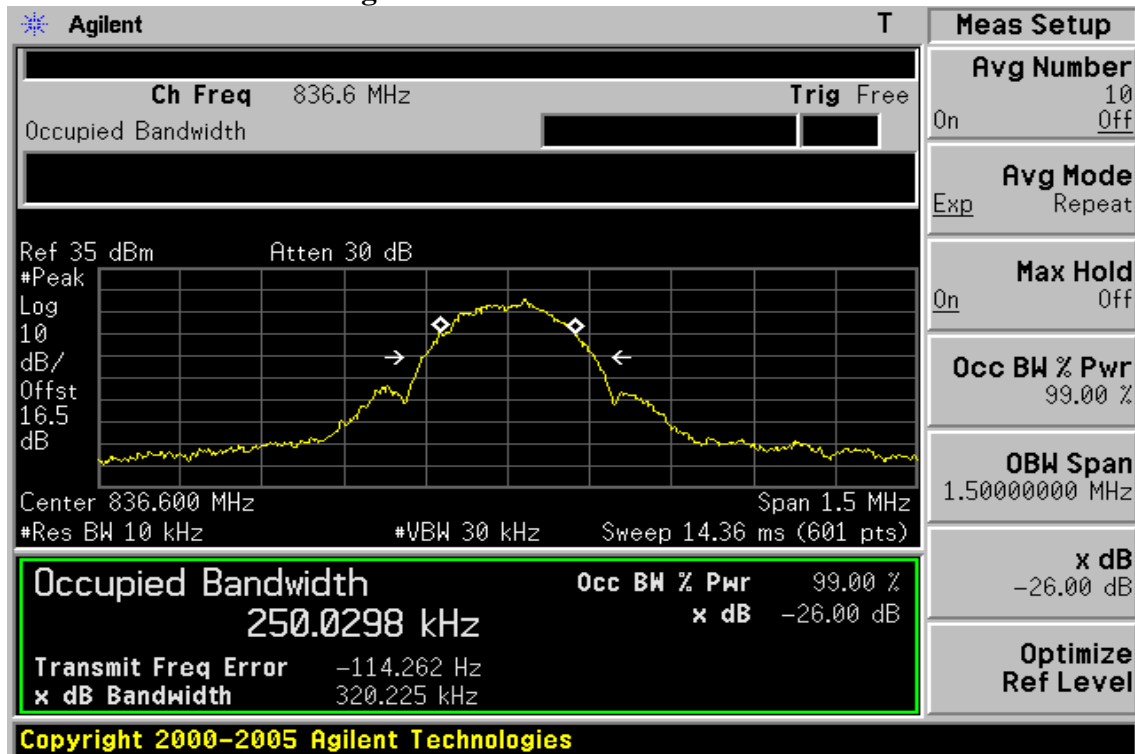 Agilent T
Ch Freq 836.6 MHz Trig Free
Occupied Bandwidth
Ref 35 dBm Atten 30 dB
#Peak
Log
10
dB/
Offst
16.5
dB
Center 836.600 MHz Span 1.5 MHz
#Res BW 10 kHz #VBW 30 kHz Sweep 14.36 ms (601 pts)
Occupied Bandwidth Occ BW % Pwr 99.00 %
250.0298 kHz x dB -26.00 dB
Transmit Freq Error -114.262 Hz
x dB Bandwidth 320.225 kHz
Meas Setup
Avg Number
10
On Off
Avg Mode
Exp Repeat
Max Hold
On Off
Occ BW % Pwr
99.00 %
OBW Span
1.50000000 MHz
x dB
-26.00 dB
Optimize
Ref Level
Copyright 2000-2005 Agilent Technologies